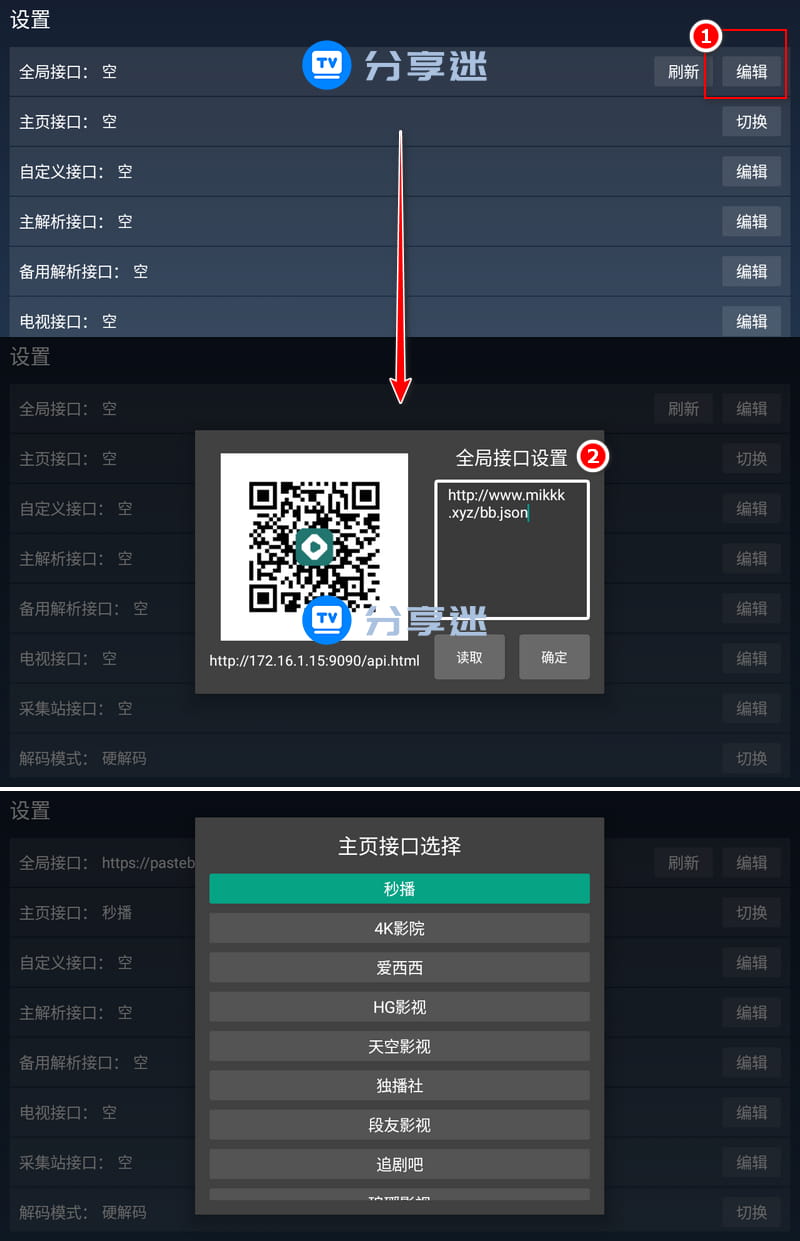 设置
1
全局接口： 空
TV 分享迷
刷新
编辑
主页接口： 空
切换
自定义接口： 空
编辑
主解析接口： 空
编辑
备用解析接口： 空
编辑
电视接口： 空
编辑
设置
全局接口： 空
刷新
编辑
主页接口： 空
切换
自定义接口： 空
编辑
主解析接口： 空
编辑
备用解析接口： 空
编辑
电视接口： 空
编辑
采集站接口： 空
编辑
解码模式： 硬解码
切换
全局接口设置
2
http://www.mikkk
.xyz/bb.json
TV 分享迷
http://172.16.1.15:9090/api.html
读取
确定
设置
全局接口： https://pasteb
刷新
编辑
主页接口： 秒播
切换
自定义接口： 空
编辑
主解析接口： 空
编辑
备用解析接口： 空
编辑
电视接口： 空
编辑
采集站接口： 空
编辑
解码模式： 硬解码
切换
主页接口选择
秒播
4K影院
爱西西
HG影视
天空影视
独播社
段友影视
追剧吧